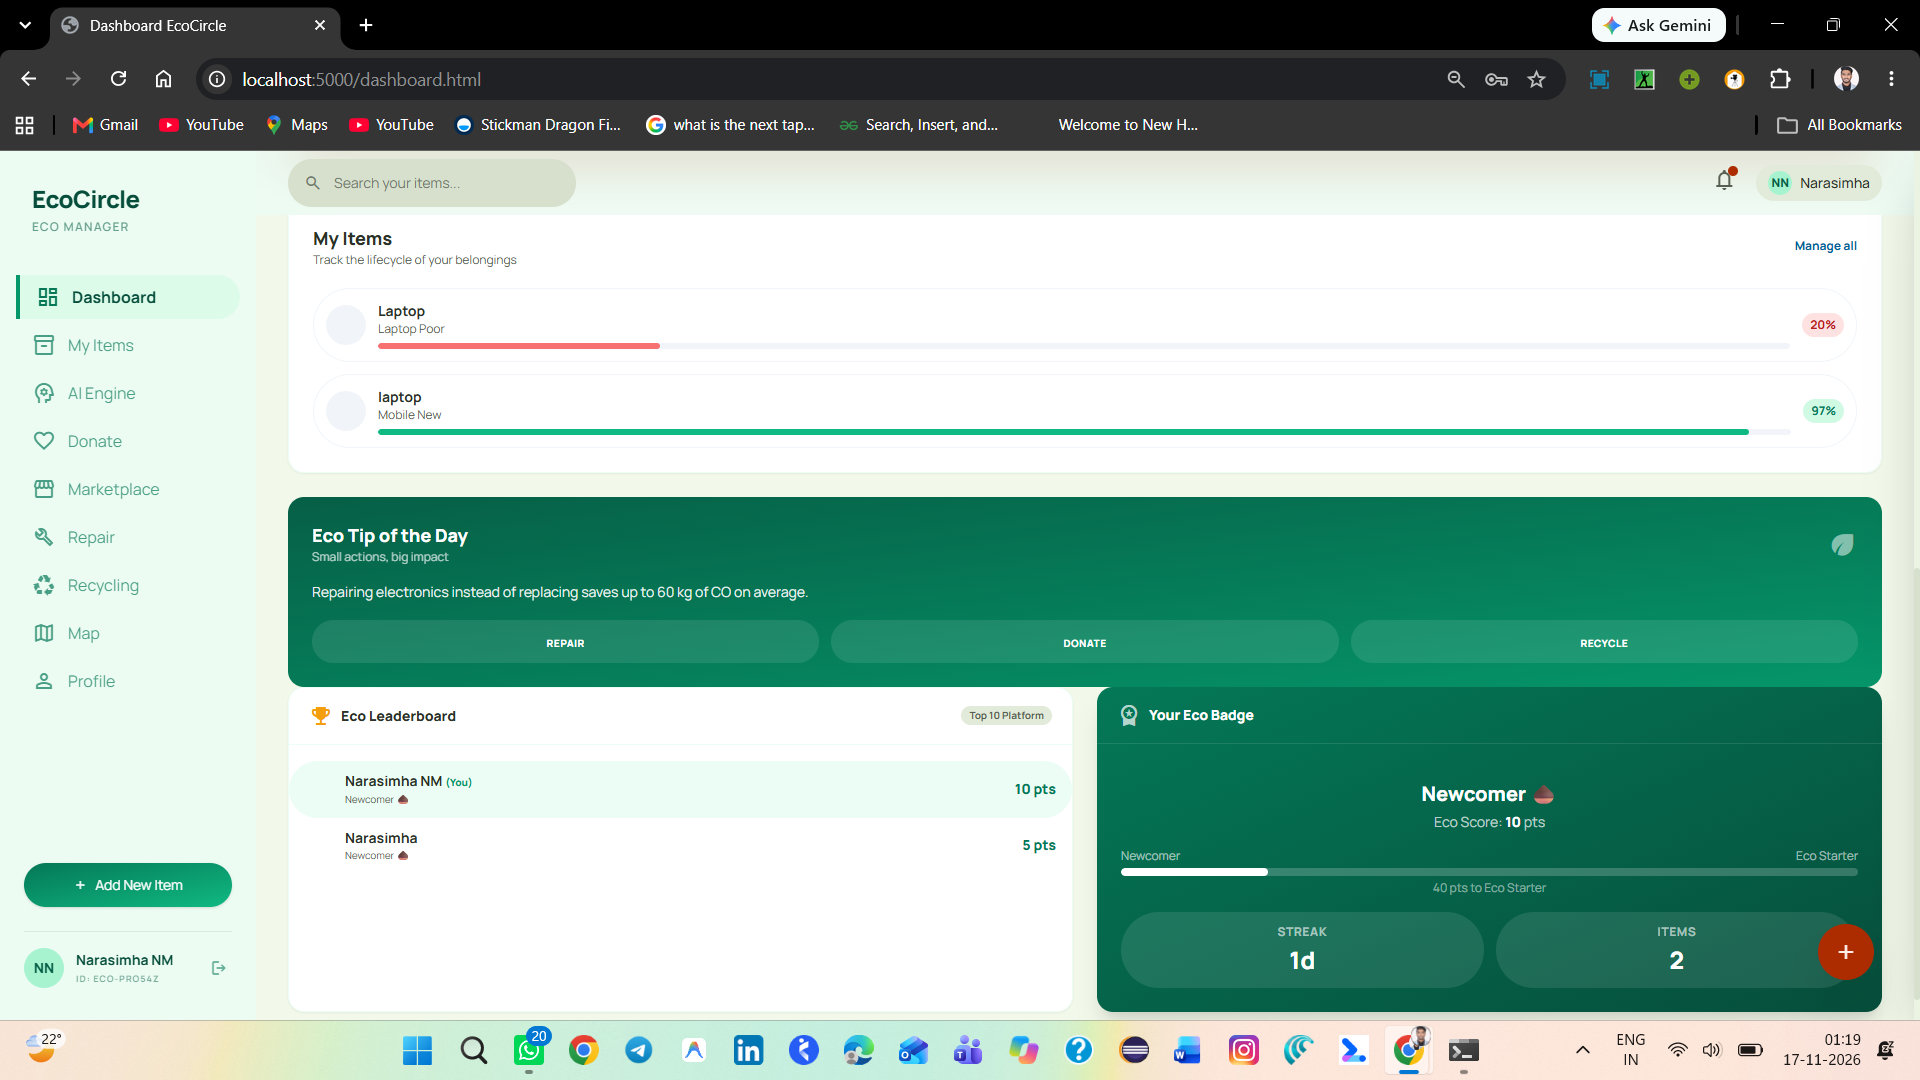 Dashboard EcoCircle
Ask Gemini
localhost:5000/dashboard.html
Gmail
YouTube
Maps
YouTube
Stickman Dragon Fi...
what is the next tap...
Search, Insert, and...
Welcome to New H...
All Bookmarks
EcoCircle
ECO MANAGER
Search your items...
NN Narasimha
Dashboard
My Items
AI Engine
Donate
Marketplace
Repair
Recycling
Map
Profile
+ Add New Item
NN
Narasimha NM
ID: ECO-PRO54Z
My Items
Manage all
Track the lifecycle of your belongings
Laptop
Laptop Poor
20%
laptop
Mobile New
97%
Eco Tip of the Day
Small actions, big impact
Repairing electronics instead of replacing saves up to 60 kg of CO on average.
REPAIR
DONATE
RECYCLE
Eco Leaderboard
Top 10 Platform
Narasimha NM (You)
Newcomer
10 pts
Narasimha
Newcomer
5 pts
Your Eco Badge
Newcomer
Eco Score: 10 pts
Newcomer
Eco Starter
40 pts to Eco Starter
STREAK
1d
ITEMS
2
+
22°
20
ENG
IN
01:19
17-11-2026